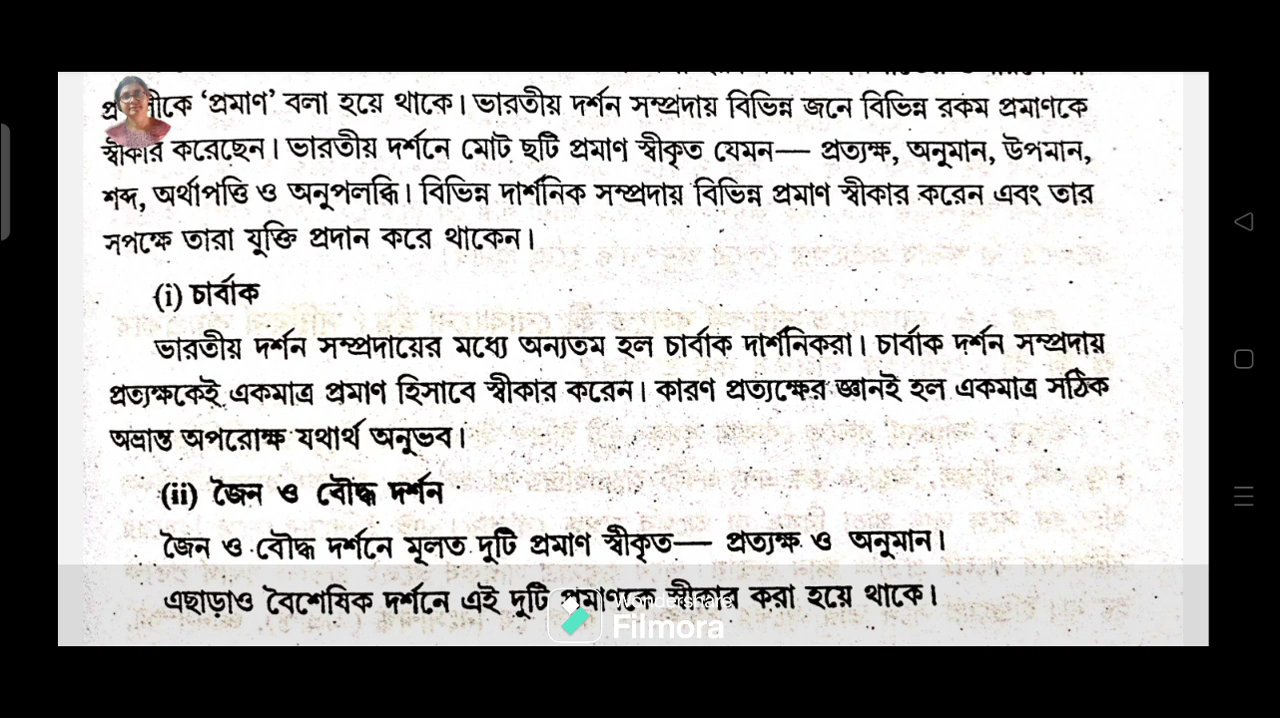 ‘প্রমাণ’ বলা হয়ে থাকে। ভারতীয় দর্শন সম্প্রদায় বিভিন্ন জনে বিভিন্ন রকম প্রমাণকে
স্বীকার করেছেন। ভারতীয় দর্শনে মোট ছটি প্রমাণ স্বীকৃত যেমন— প্রত্যক্ষ, অনুমান, উপমান,
শব্দ, অর্থাপত্তি ও অনুপলব্ধি। বিভিন্ন দার্শনিক সম্প্রদায় বিভিন্ন প্রমাণ স্বীকার করেন এবং তার
সপক্ষে তারা যুক্তি প্রদান করে থাকেন।
(i) চার্বাক
ভারতীয় দর্শন সম্প্রদায়ের মধ্যে অন্যতম হল চার্বাক দার্শনিকরা। চার্বাক দর্শন সম্প্রদায়
প্রত্যক্ষকেই একমাত্র প্রমাণ হিসাবে স্বীকার করেন। কারণ প্রত্যক্ষের জ্ঞানই হল একমাত্র সঠিক
অভ্রান্ত অপরোক্ষ যথার্থ অনুভব।
(ii) জৈন ও বৌদ্ধ দর্শন
জৈন ও বৌদ্ধ দর্শনে মূলত দুটি প্রমাণ স্বীকৃত— প্রত্যক্ষ ও অনুমান।
এছাড়াও বৈশেষিক দর্শনে এই দুটি প্রমাণকে স্বীকার করা হয়ে থাকে।
Wondershare
Filmora